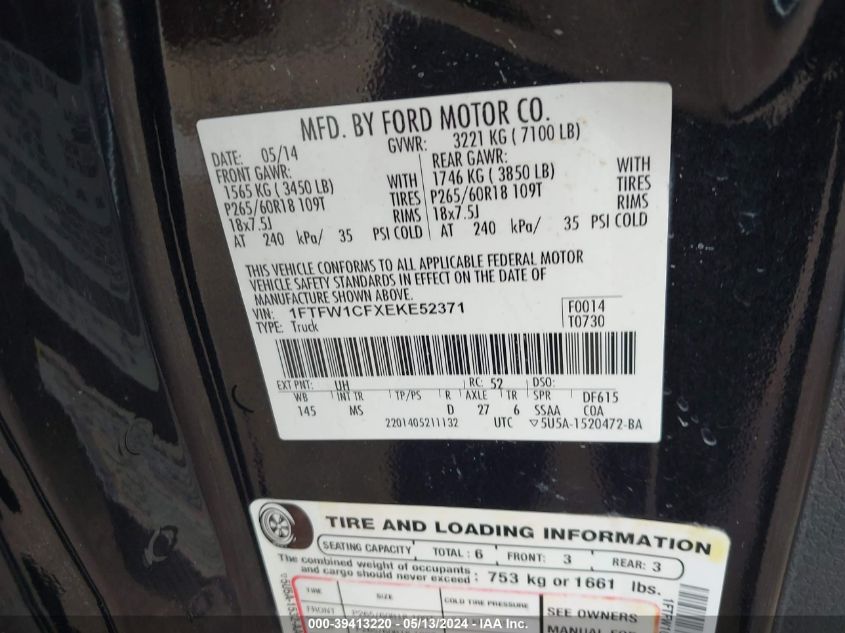 MFD. BY FORD MOTOR CO.
DATE: 05/14 GVWR: 3221 KG ( 7100 LB)
FRONT GAWR: REAR GAWR:
1565 KG ( 3450 LB) WITH 1746 KG ( 3850 LB) WITH
P265/60R18 109T TIRES P265/60R18 109T TIRES
18x7.5J RIMS 18x7.5J RIMS
AT 240 kPa/ 35 PSI COLD AT 240 kPa/ 35 PSI COLD
THIS VEHICLE CONFORMS TO ALL APPLICABLE FEDERAL MOTOR
VEHICLE SAFETY STANDARDS IN EFFECT ON THE DATE OF
MANUFACTURE SHOWN ABOVE.
VIN: 1FTFW1CFXEKE52371 F0014
TYPE: Truck T0730
EXT PNT: UH RC: 52 DSO:
WB INT TR TP/PS R AXLE TR SPR DF615
145 MS D 27 6 SSAA COA
2201405211132 UTC ▽5U5A-1520472-BA
TIRE AND LOADING INFORMATION
SEATING CAPACITY TOTAL : 6 FRONT: 3 REAR: 3
The combined weight of occupants
and cargo should never exceed : 753 kg or 1661 lbs.
TIRE SIZE COLD TIRE PRESSURE SEE OWNERS
FRONT P265/60R18 MANUAL FOR
000-39413220 - 05/13/2024 - IAA